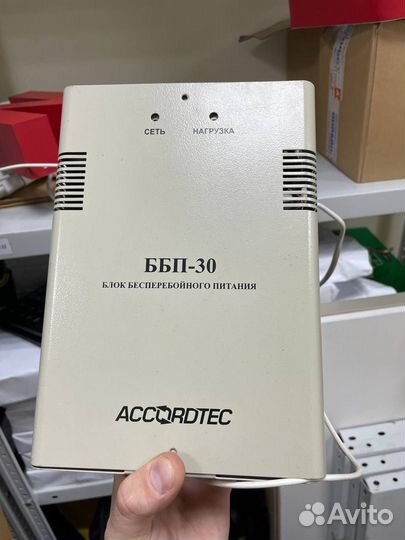 СЕТЬ НАГРУЗКА
ББП-30
БЛОК БЕСПЕРЕБОЙНОГО ПИТАНИЯ
ACCORDTEC
Avito